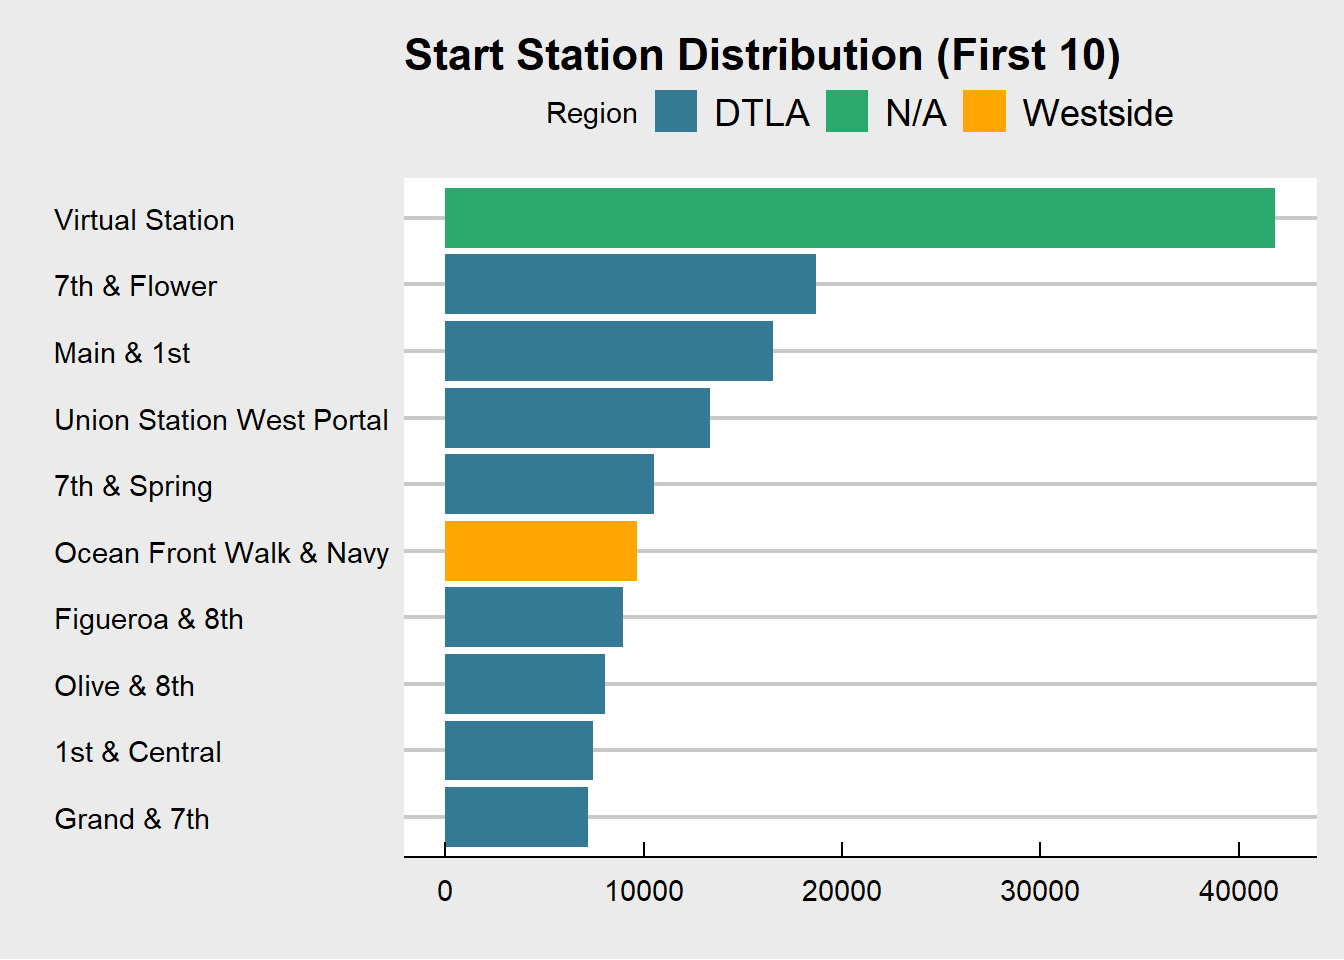 Start Station Distribution (First 10)
Region DTLA N/A Westside
Virtual Station
7th & Flower
Main & 1st
Union Station West Portal
7th & Spring
Ocean Front Walk & Navy
Figueroa & 8th
Olive & 8th
1st & Central
Grand & 7th
0 10000 20000 30000 40000